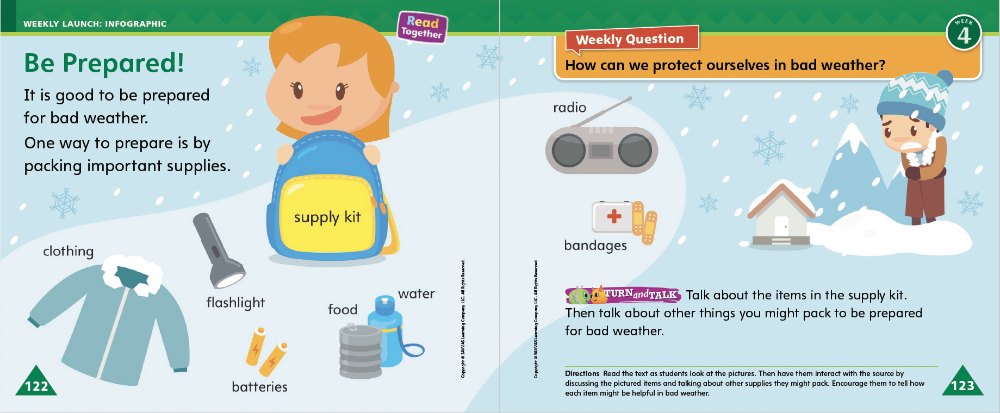 WEEKLY LAUNCH: INFOGRAPHIC
Read
Together
Be Prepared!
It is good to be prepared
for bad weather.
One way to prepare is by
packing important supplies.
supply kit
clothing
flashlight
batteries
food
water
Copyright © SAVVAS Learning Company LLC. All Rights Reserved.
122
WEEK
4
Weekly Question
How can we protect ourselves in bad weather?
radio
bandages
Copyright © SAVVAS Learning Company LLC. All Rights Reserved.
TURN and TALK Talk about the items in the supply kit.
Then talk about other things you might pack to be prepared
for bad weather.
Directions Read the text as students look at the pictures. Then have them interact with the source by
discussing the pictured items and talking about other supplies they might pack. Encourage them to tell how
each item might be helpful in bad weather.
123